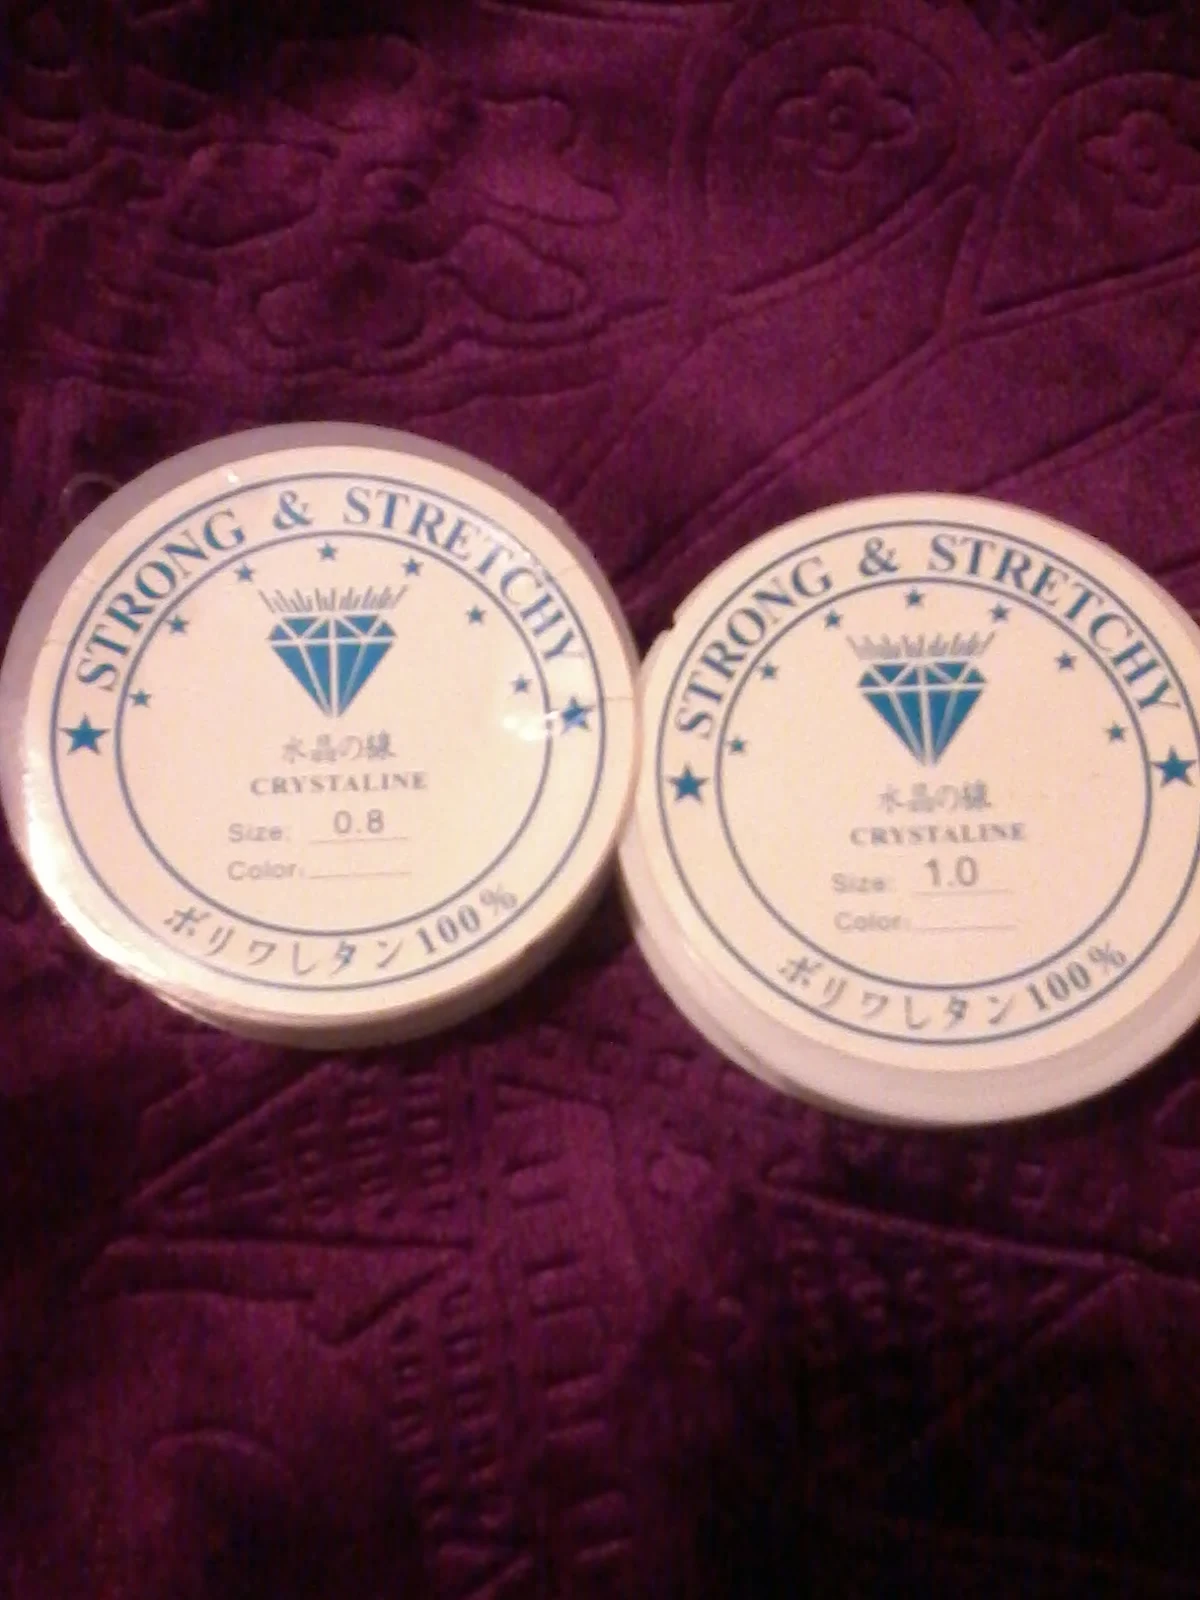 STRONG & STRETCHY
水晶の線
CRYSTALINE
Size: 0.8
Color:
ポリワレタン100%
STRONG & STRETCHY
水晶の線
CRYSTALINE
Size: 1.0
Color:
ポリワレタン100%